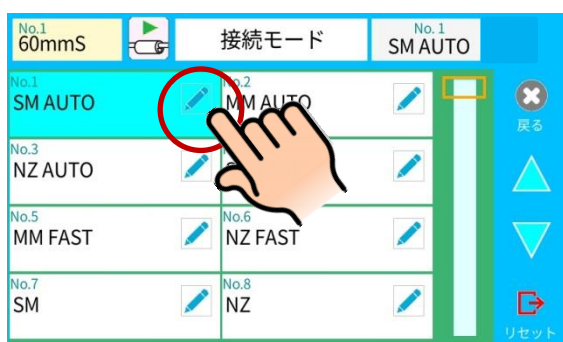 No.1
60mmS
接続モード
No. 1
SM AUTO
No.1
SM AUTO
No.2
MM AUTO
No.3
NZ AUTO
No.5
MM FAST
No.6
NZ FAST
No.7
SM
No.8
NZ
戻る
リセット